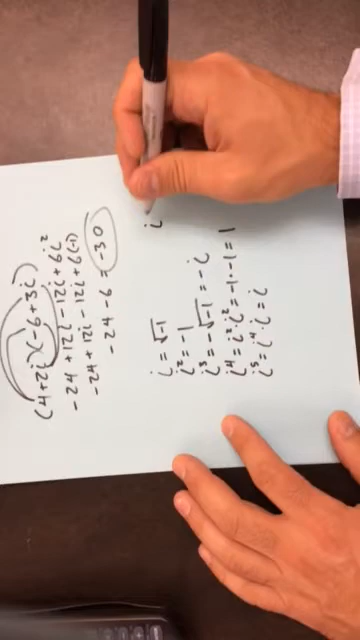 (4+2i)(-6+3i)
-24+12i-12i+6i²
-24+12i-12i+6(-1)
-24-6=-30
i=√-1
i²=-1
i³=-√-1=-i
i⁴=i²·i²=-1·-1=1
i⁵=i⁴·i=i
i